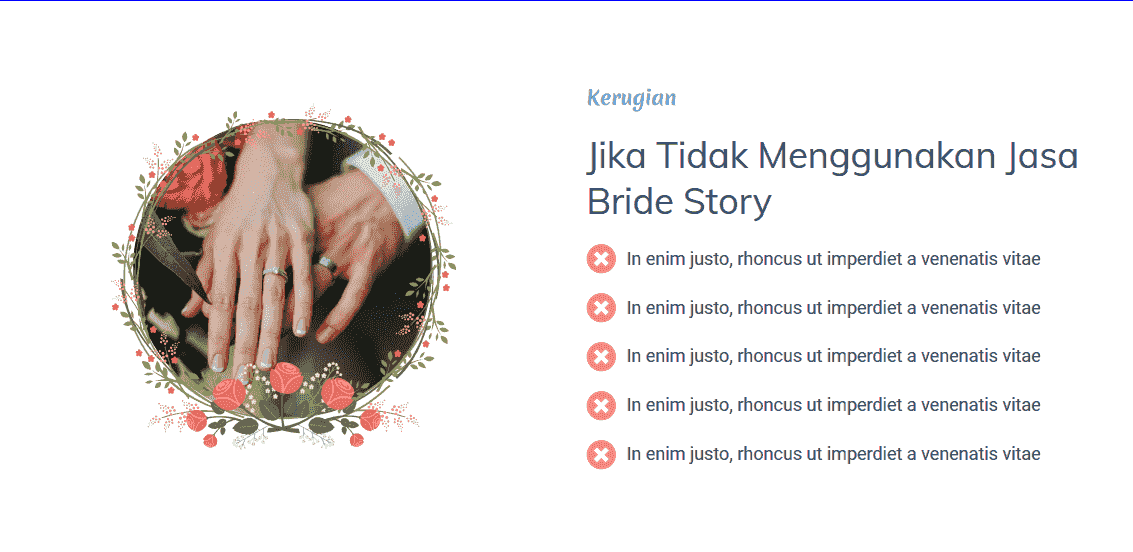 Kerugian
Jika Tidak Menggunakan Jasa
Bride Story
In enim justo, rhoncus ut imperdiet a venenatis vitae
In enim justo, rhoncus ut imperdiet a venenatis vitae
In enim justo, rhoncus ut imperdiet a venenatis vitae
In enim justo, rhoncus ut imperdiet a venenatis vitae
In enim justo, rhoncus ut imperdiet a venenatis vitae